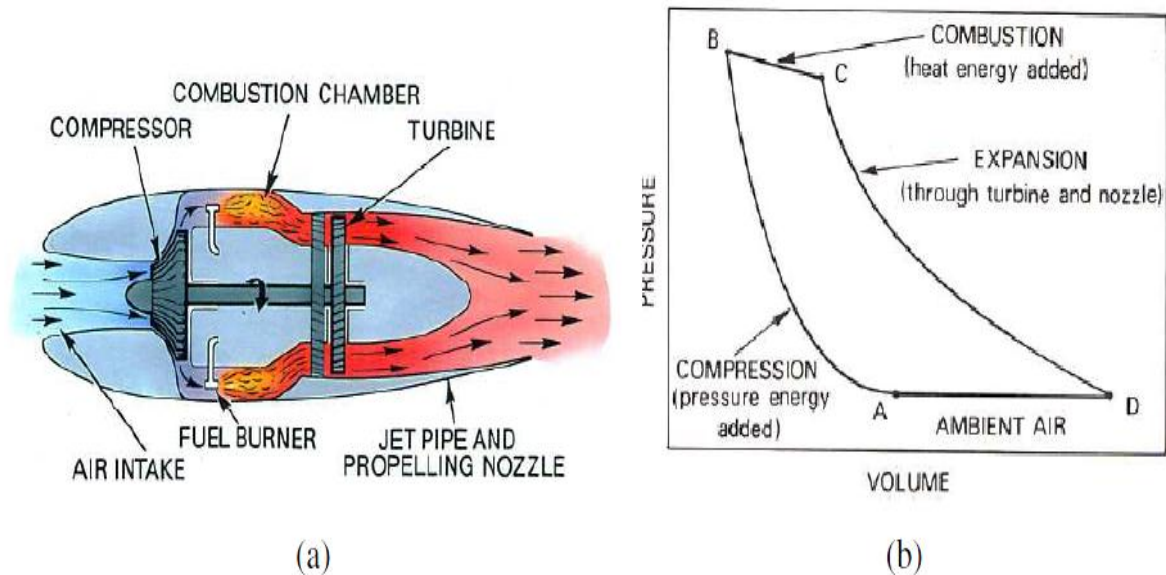 COMBUSTION CHAMBER
COMPRESSOR
TURBINE
FUEL BURNER
AIR INTAKE
JET PIPE AND
PROPELLING NOZZLE
(a)
B
COMBUSTION
(heat energy added)
C
EXPANSION
(through turbine and nozzle)
PRESSURE
COMPRESSION
(pressure energy
added)
A
D
AMBIENT AIR
VOLUME
(b)